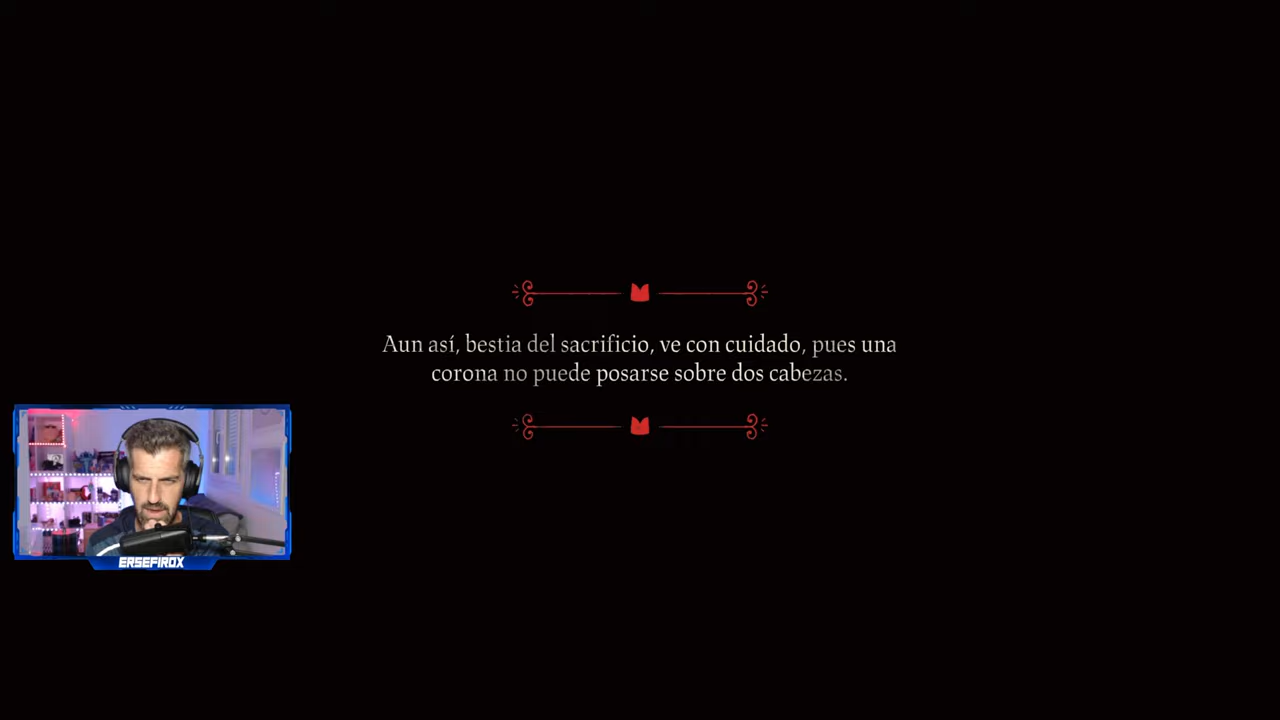 Aun así, bestia del sacrificio, ve con cuidado, pues una
corona no puede posarse sobre dos cabezas.
ERSEFIROX